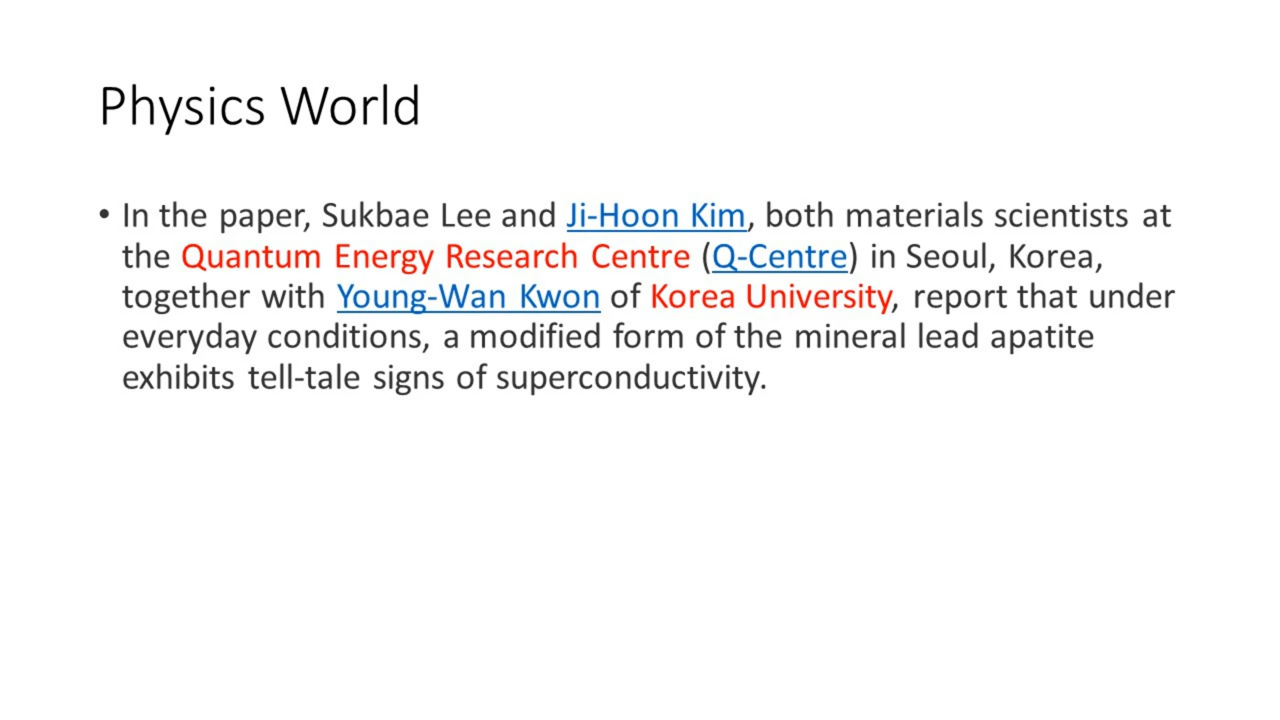 Physics World
• In the paper, Sukbae Lee and Ji-Hoon Kim, both materials scientists at
the Quantum Energy Research Centre (Q-Centre) in Seoul, Korea,
together with Young-Wan Kwon of Korea University, report that under
everyday conditions, a modified form of the mineral lead apatite
exhibits tell-tale signs of superconductivity.